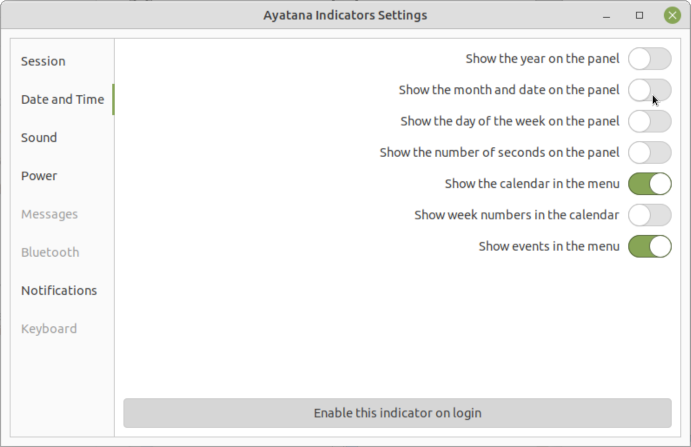 Ayatana Indicators Settings
Session
Date and Time
Sound
Power
Messages
Bluetooth
Notifications
Keyboard
Show the year on the panel
Show the month and date on the panel
Show the day of the week on the panel
Show the number of seconds on the panel
Show the calendar in the menu
Show week numbers in the calendar
Show events in the menu
Enable this indicator on login